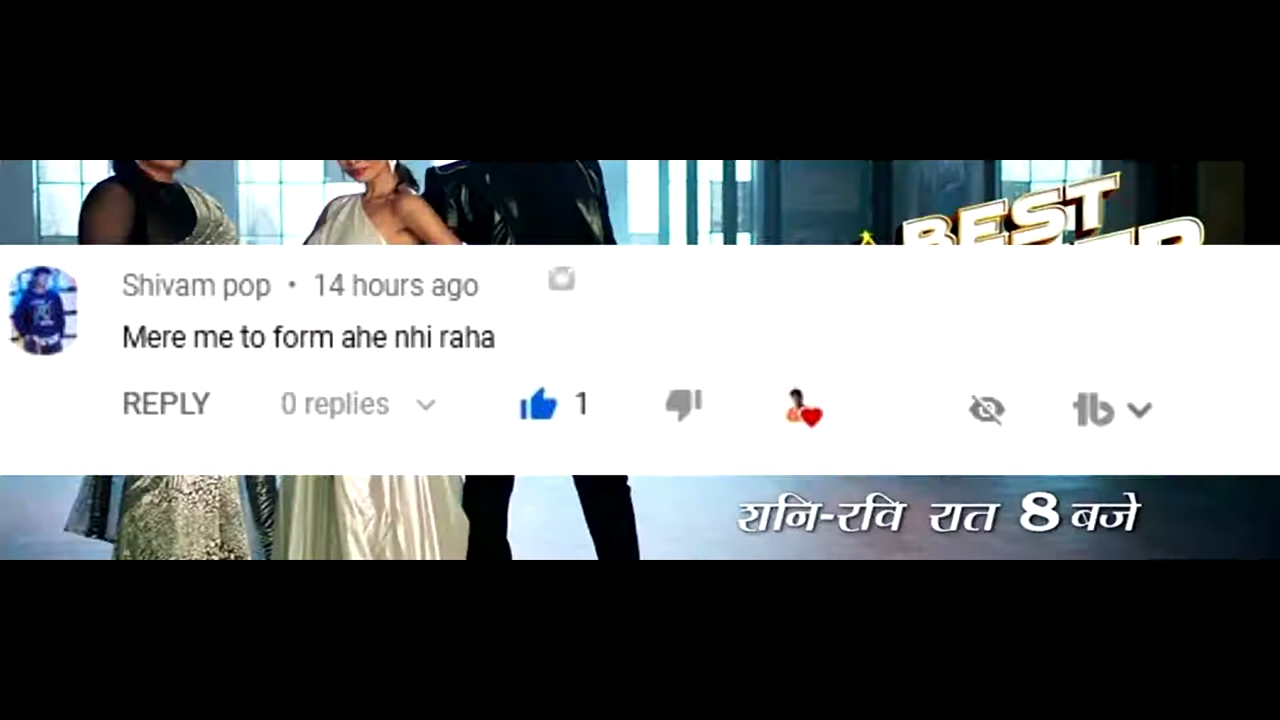 BEST
Shivam pop • 14 hours ago
Mere me to form ahe nhi raha
REPLY 0 replies 1
शनि-रवि रात 8 बजे